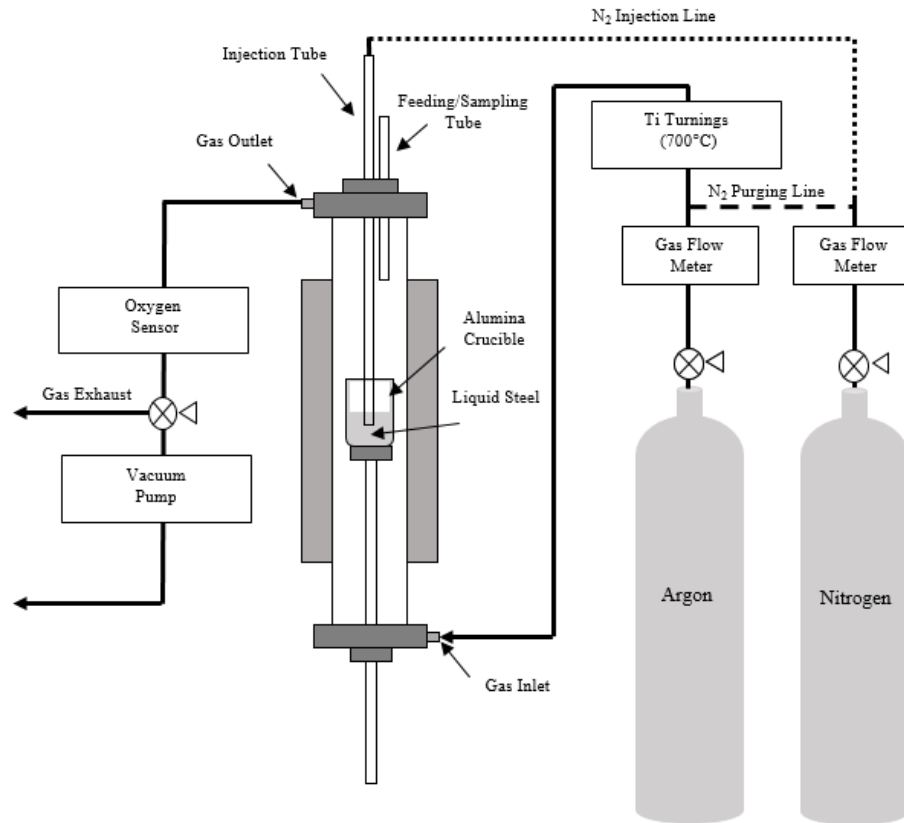 N₂ Injection Line
Injection Tube
Feeding/Sampling
Tube
Gas Outlet
Ti Turnings
(700°C)
N₂ Purging Line
Gas Flow
Meter
Gas Flow
Meter
Oxygen
Sensor
Alumina
Crucible
Gas Exhaust
Liquid Steel
Vacuum
Pump
Argon
Nitrogen
Gas Inlet